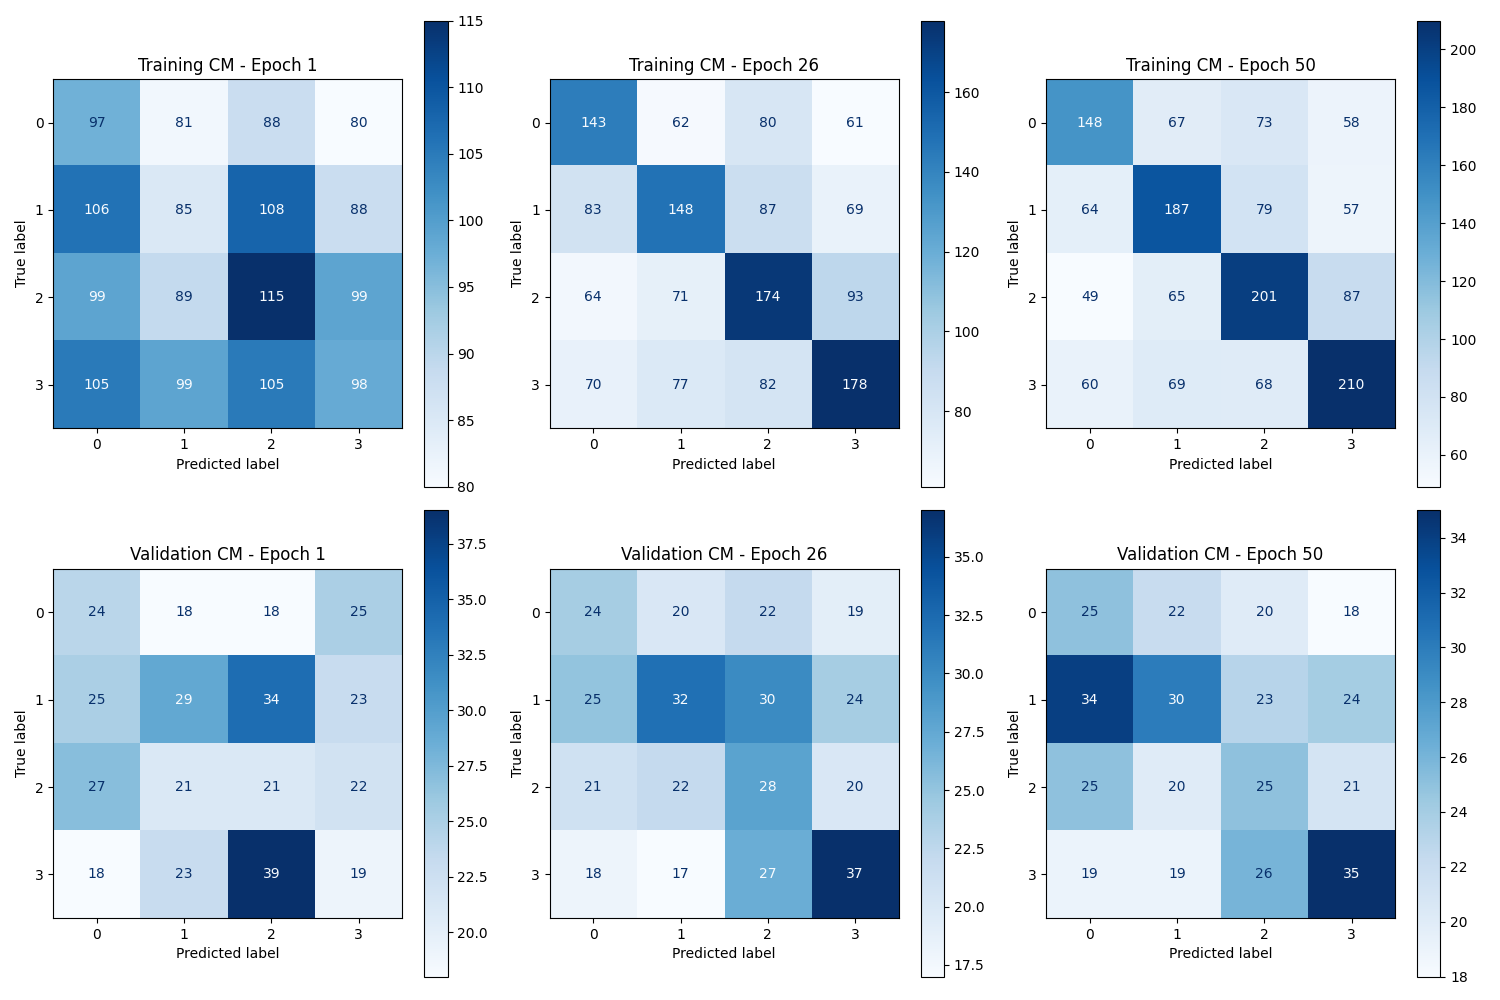 Training CM - Epoch 1
0 97 81 88 80
1 106 85 108 88
2 99 89 115 99
3 105 99 105 98
0 1 2 3
Predicted label
True label
115
110
105
100
95
90
85
80
Training CM - Epoch 26
0 143 62 80 61
1 83 148 87 69
2 64 71 174 93
3 70 77 82 178
0 1 2 3
Predicted label
True label
160
140
120
100
80
Training CM - Epoch 50
0 148 67 73 58
1 64 187 79 57
2 49 65 201 87
3 60 69 68 210
0 1 2 3
Predicted label
True label
200
180
160
140
120
100
80
60
Validation CM - Epoch 1
0 24 18 18 25
1 25 29 34 23
2 27 21 21 22
3 18 23 39 19
0 1 2 3
Predicted label
True label
37.5
35.0
32.5
30.0
27.5
25.0
22.5
20.0
Validation CM - Epoch 26
0 24 20 22 19
1 25 32 30 24
2 21 22 28 20
3 18 17 27 37
0 1 2 3
Predicted label
True label
35.0
32.5
30.0
27.5
25.0
22.5
20.0
17.5
Validation CM - Epoch 50
0 25 22 20 18
1 34 30 23 24
2 25 20 25 21
3 19 19 26 35
0 1 2 3
Predicted label
True label
34
32
30
28
26
24
22
20
18